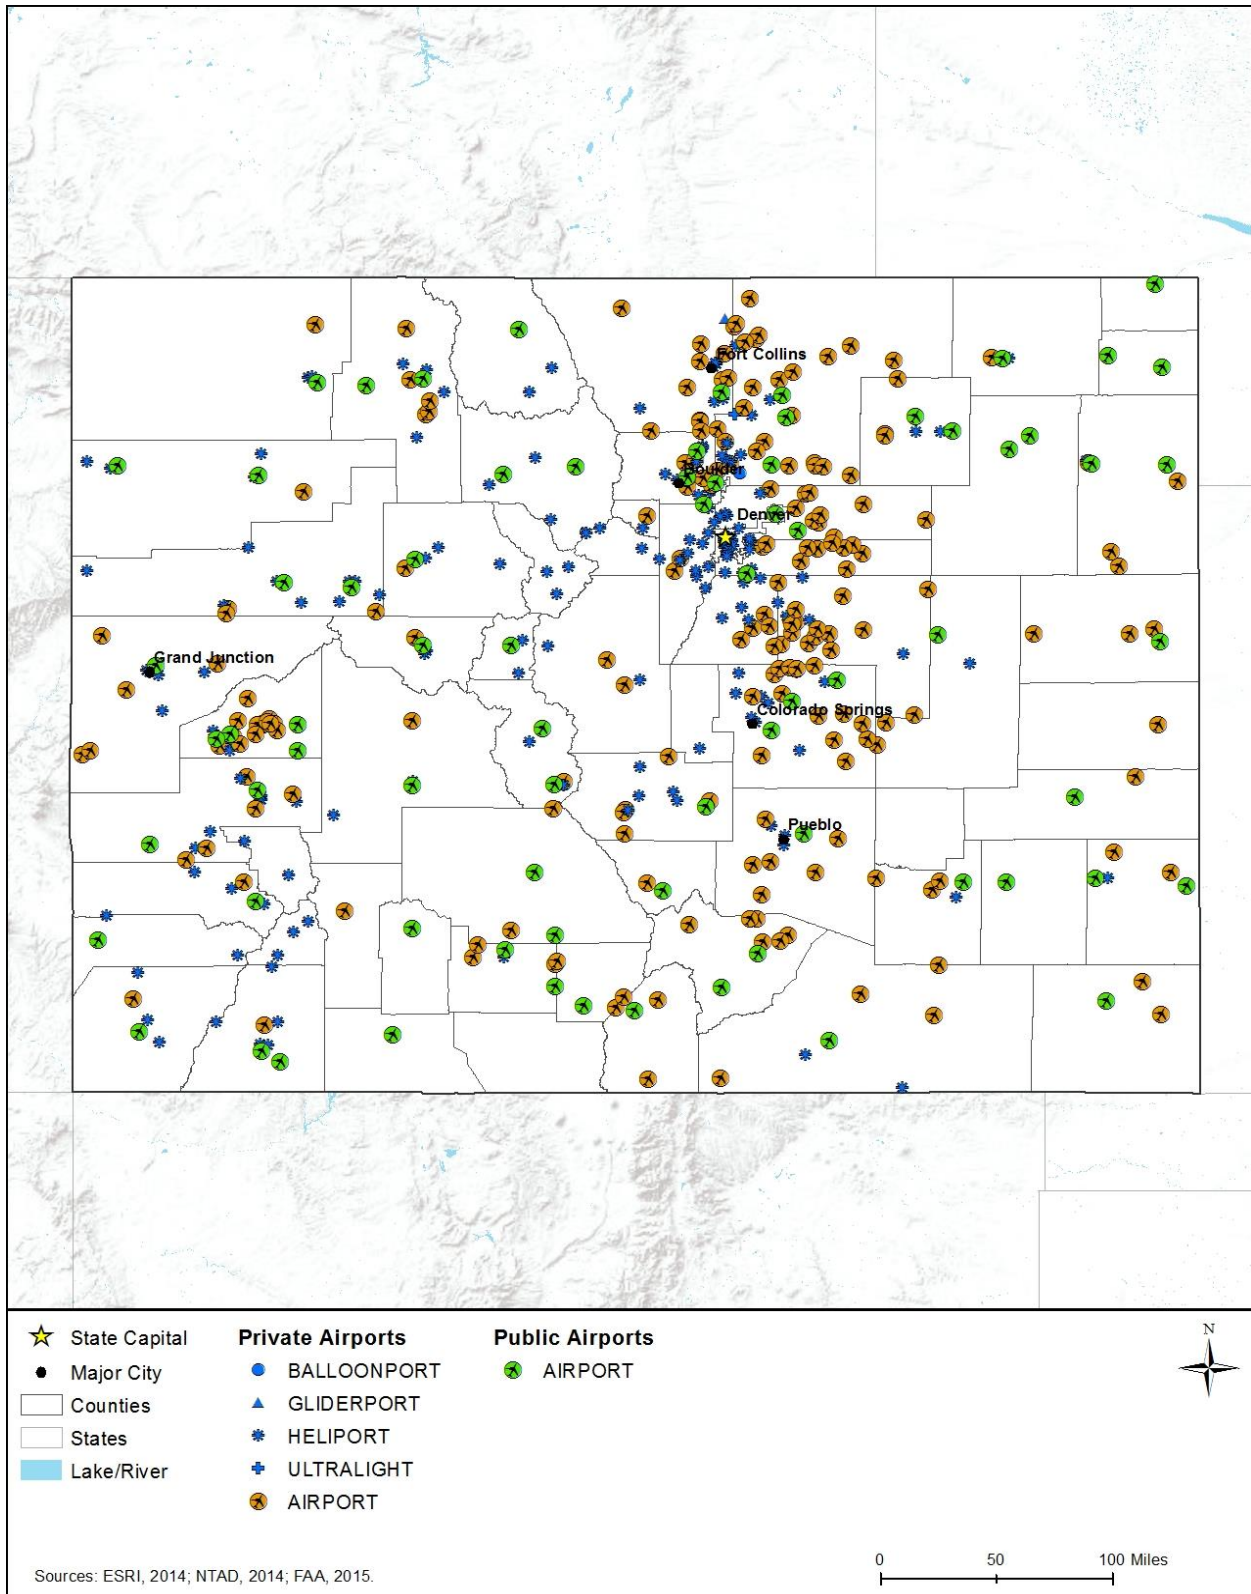 Fort Collins
Boulder
Denver
Grand Junction
Colorado Springs
Pueblo
State Capital
Major City
Counties
States
Lake/River
Private Airports
BALLOONPORT
GLIDERPORT
HELIPORT
ULTRALIGHT
AIRPORT
Public Airports
AIRPORT
N
0 50 100 Miles
Sources: ESRI, 2014; NTAD, 2014; FAA, 2015.